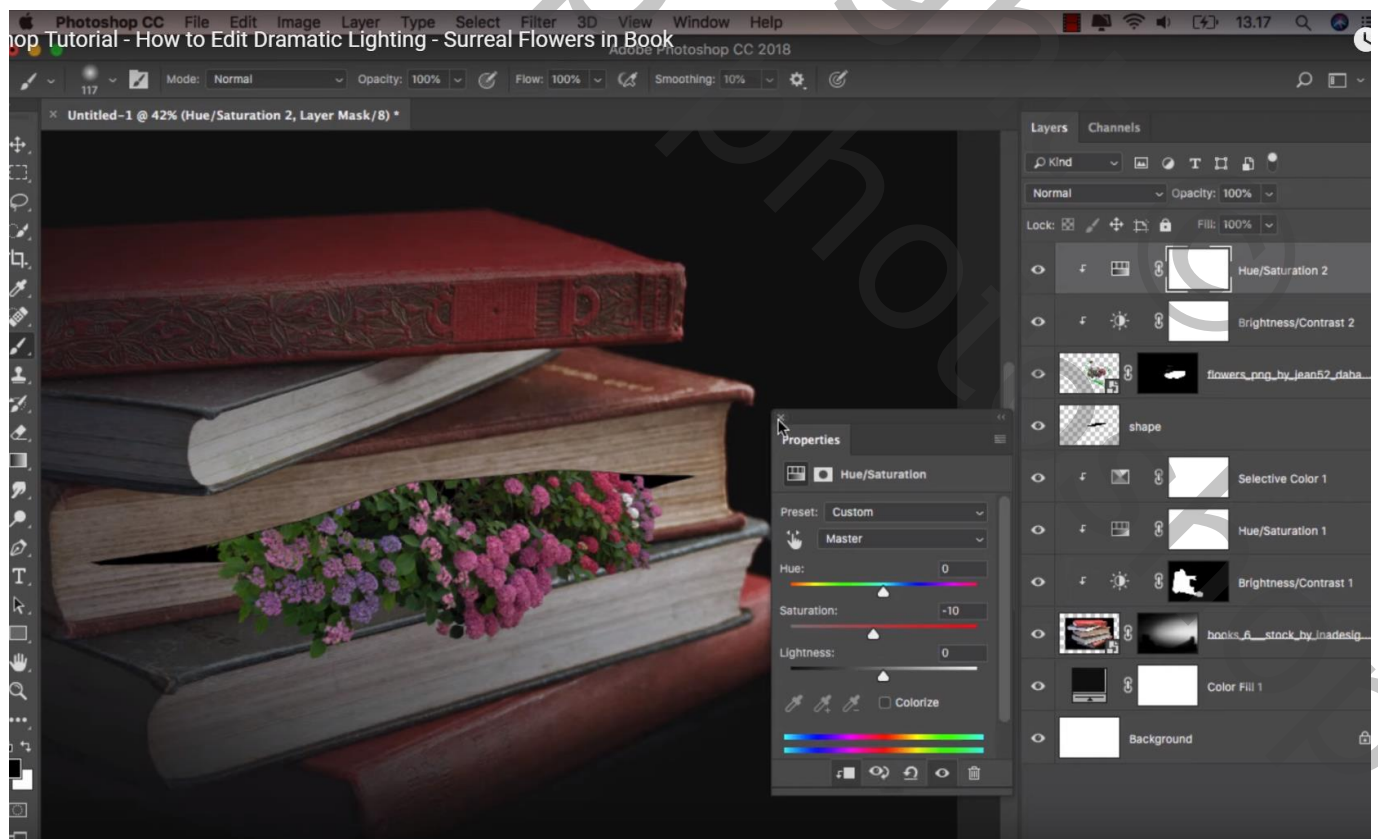 Photoshop CC File Edit Image Layer Type Select Filter 3D View Window Help 13.17
hop Tutorial - How to Edit Dramatic Lighting - Surreal Flowers in Book
Adobe Photoshop CC 2018
117 Mode: Normal Opacity: 100% Flow: 100% Smoothing: 10%
× Untitled-1 @ 42% (Hue/Saturation 2, Layer Mask/8) *
Layers Channels
Kind
Normal Opacity: 100%
Lock: Fill: 100%
Hue/Saturation 2
Brightness/Contrast 2
flowers_png_by_jean52_daba...
shape
Selective Color 1
Hue/Saturation 1
Brightness/Contrast 1
books_6__stock_by_inadesig...
Color Fill 1
Background
Properties
Hue/Saturation
Preset: Custom
Master
Hue: 0
Saturation: -10
Lightness: 0
Colorize